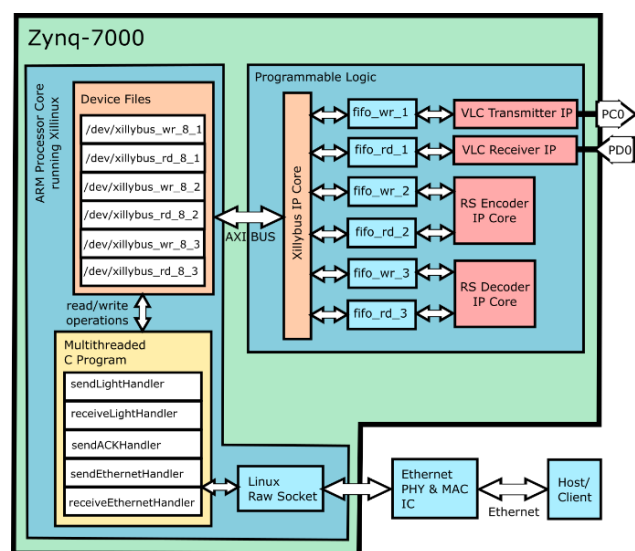 Zynq-7000
ARM Processor Core
running Xillinux
Device Files
/dev/xillybus_wr_8_1
/dev/xillybus_rd_8_1
/dev/xillybus_wr_8_2
/dev/xillybus_rd_8_2
/dev/xillybus_wr_8_3
/dev/xillybus_rd_8_3
read/write
operations
Multithreaded
C Program
sendLightHandler
receiveLightHandler
sendACKHandler
sendEthernetHandler
receiveEthernetHandler
Linux
Raw Socket
AXI BUS
Programmable Logic
Xillybus IP Core
fifo_wr_1
VLC Transmitter IP
PC0
fifo_rd_1
VLC Receiver IP
PD0
fifo_wr_2
fifo_rd_2
RS Encoder
IP Core
fifo_wr_3
fifo_rd_3
RS Decoder
IP Core
Ethernet
PHY & MAC
IC
Ethernet
Host/
Client